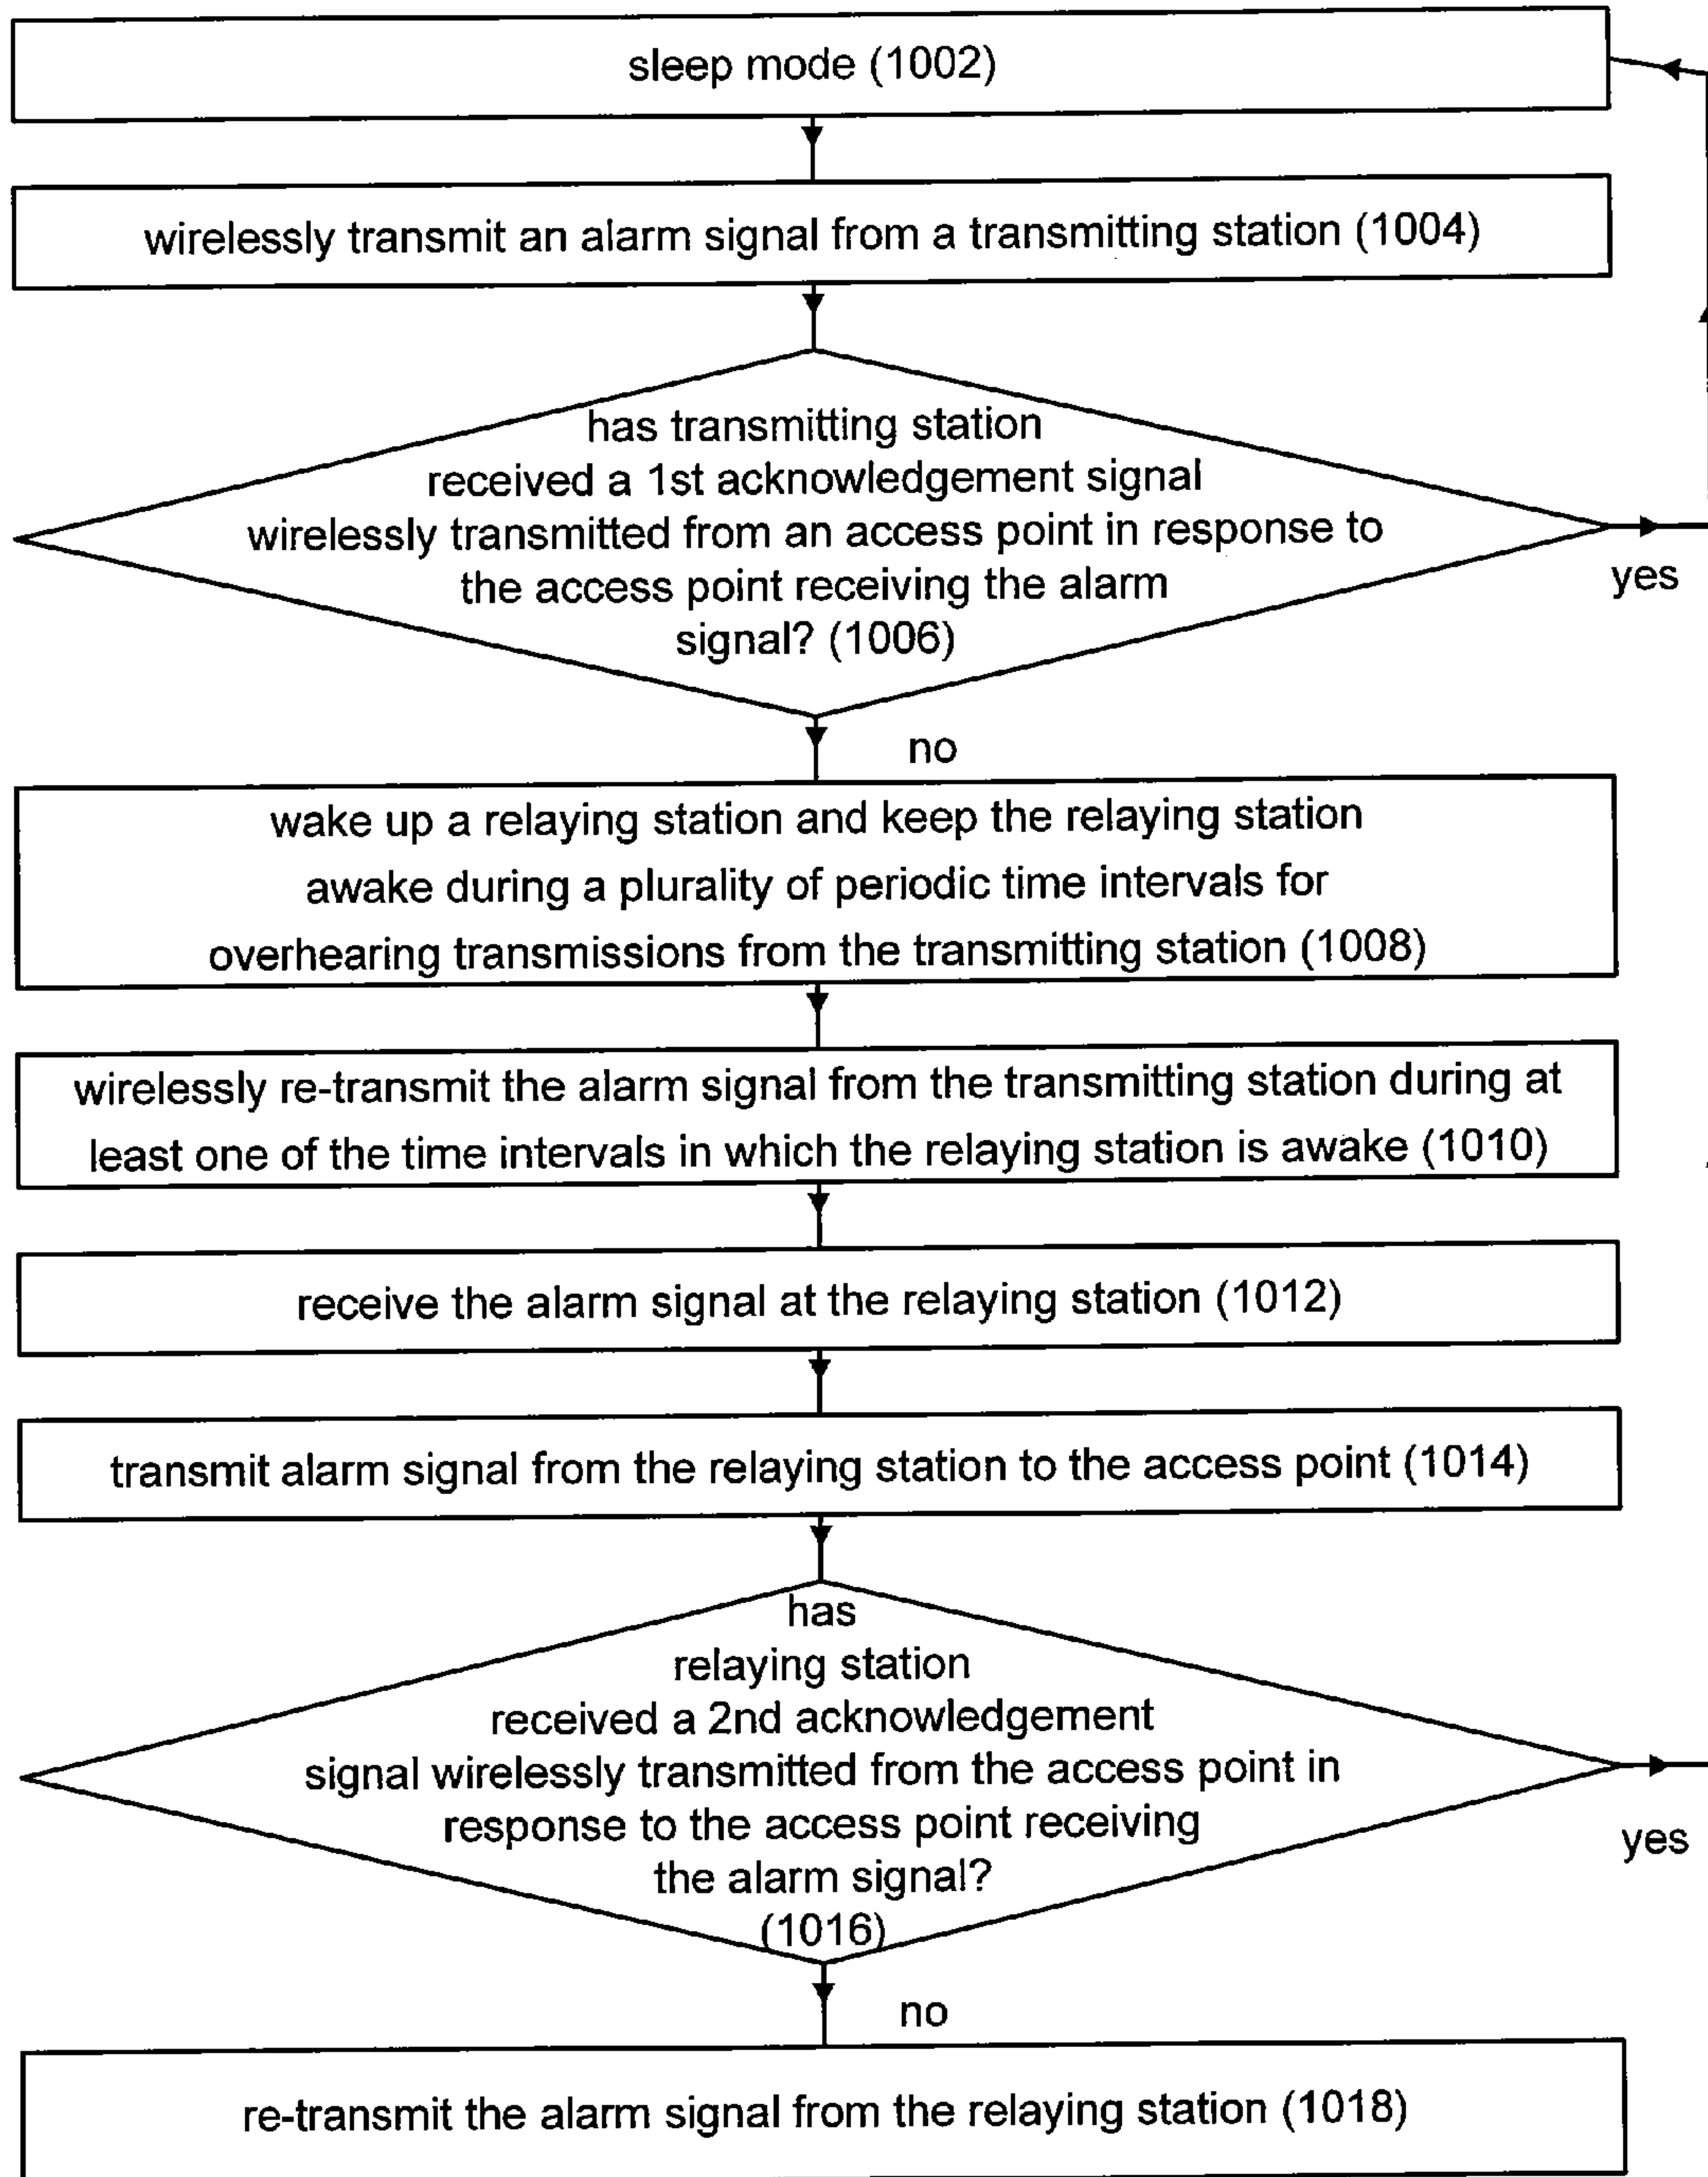 sleep mode (1002)
wirelessly transmit an alarm signal from a transmitting station (1004)
has transmitting station
received a 1st acknowledgement signal
wirelessly transmitted from an access point in response to
the access point receiving the alarm
signal? (1006)
yes
no
wake up a relaying station and keep the relaying station
awake during a plurality of periodic time intervals for
overhearing transmissions from the transmitting station (1008)
wirelessly re-transmit the alarm signal from the transmitting station during at
least one of the time intervals in which the relaying station is awake (1010)
receive the alarm signal at the relaying station (1012)
transmit alarm signal from the relaying station to the access point (1014)
has
relaying station
received a 2nd acknowledgement
signal wirelessly transmitted from the access point in
response to the access point receiving
the alarm signal?
(1016)
yes
no
re-transmit the alarm signal from the relaying station (1018)